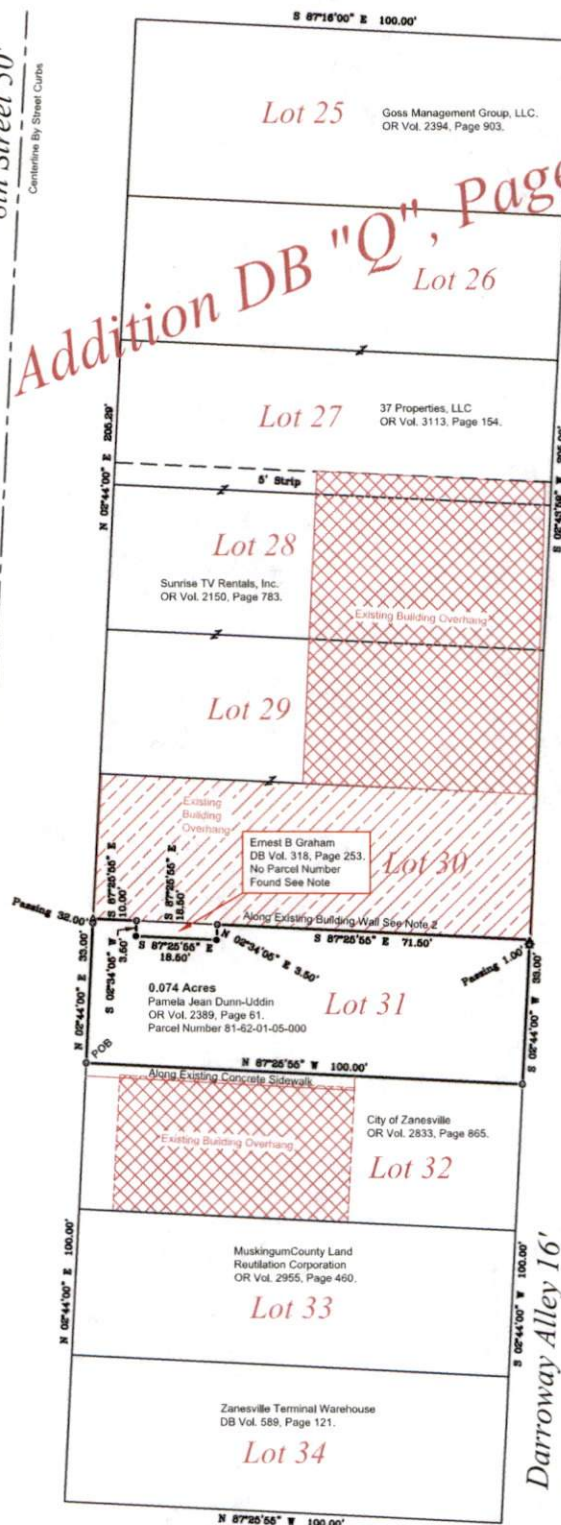 S 87°16'00" E 100.00'
8th Street 50'
Centerline By Street Curbs
Lot 25
Goss Management Group, LLC.
OR Vol. 2394, Page 903.
Addition DB "Q", Page
Lot 26
N 02°44'00" E 205.29'
Lot 27
37 Properties, LLC
OR Vol. 3113, Page 154.
5' Strip
Lot 28
Sunrise TV Rentals, Inc.
OR Vol. 2150, Page 783.
Existing Building Overhang
Lot 29
Existing
Building
Overhang
Ernest B Graham
DB Vol. 318, Page 253.
No Parcel Number
Found See Note
Lot 30
S 87°25'55" E
10.00'
S 87°25'55" E
18.50'
Passing 32.00'
Along Existing Building Wall See Note 2
S 02°34'05" W
3.50'
S 87°25'55" E
18.50'
N 02°34'05" E 3.50'
S 87°25'55" E 71.50'
Passing 1.00'
N 02°44'00" E 33.00'
S 02°44'00" W 33.00'
0.074 Acres
Pamela Jean Dunn-Uddin
OR Vol. 2389, Page 61.
Parcel Number 81-62-01-05-000
Lot 31
POB
N 87°25'55" W 100.00'
Along Existing Concrete Sidewalk
Existing Building Overhang
City of Zanesville
OR Vol. 2833, Page 865.
Lot 32
N 02°44'00" E 100.00'
S 02°44'00" W 100.00'
MuskingumCounty Land
Reutilation Corporation
OR Vol. 2955, Page 460.
Lot 33
Darroway Alley 16'
Zanesville Terminal Warehouse
DB Vol. 589, Page 121.
Lot 34
N 87°25'55" W 100.00'